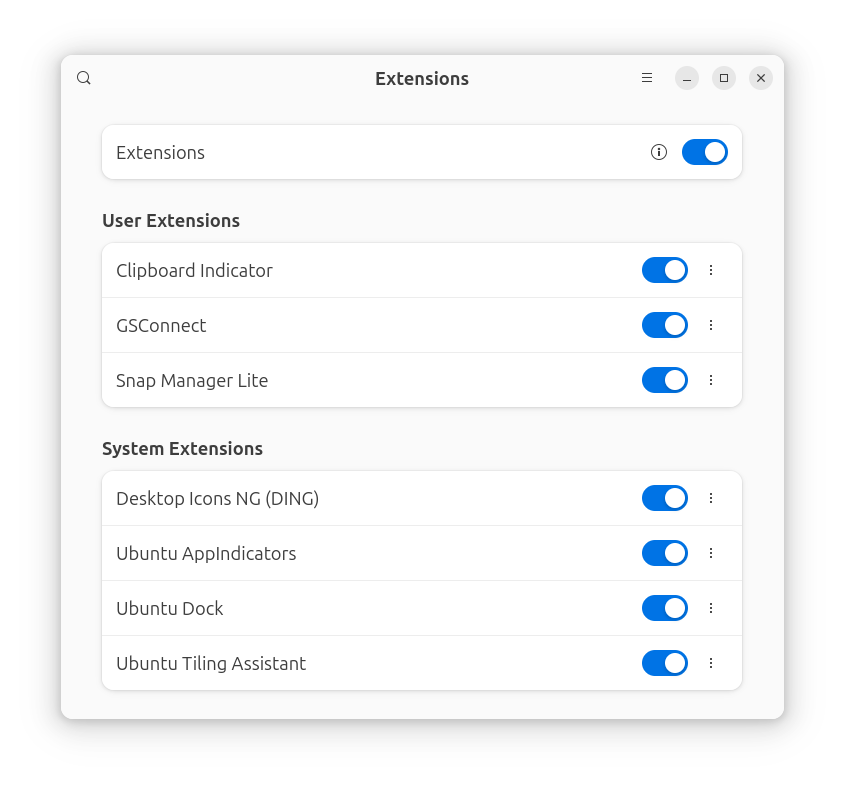 Extensions
Extensions
User Extensions
Clipboard Indicator
GSConnect
Snap Manager Lite
System Extensions
Desktop Icons NG (DING)
Ubuntu AppIndicators
Ubuntu Dock
Ubuntu Tiling Assistant